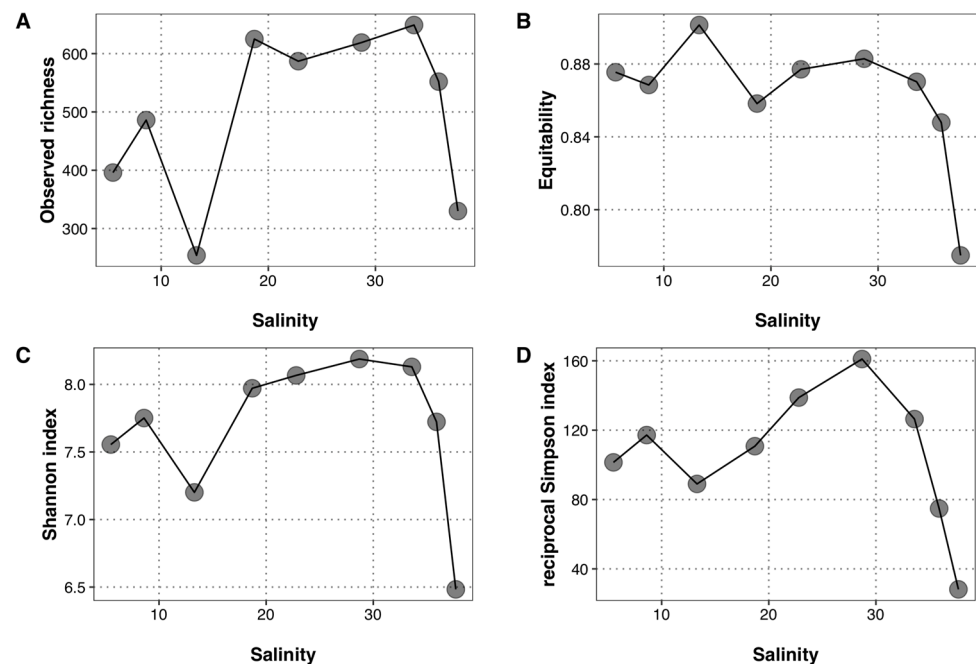 A
B
Observed richness
600
500
400
300
10
20
30
Salinity
Equitability
0.88
0.84
0.80
10
20
30
Salinity
C
D
Shannon index
8.0
7.5
7.0
6.5
10
20
30
Salinity
reciprocal Simpson index
160
120
80
40
10
20
30
Salinity